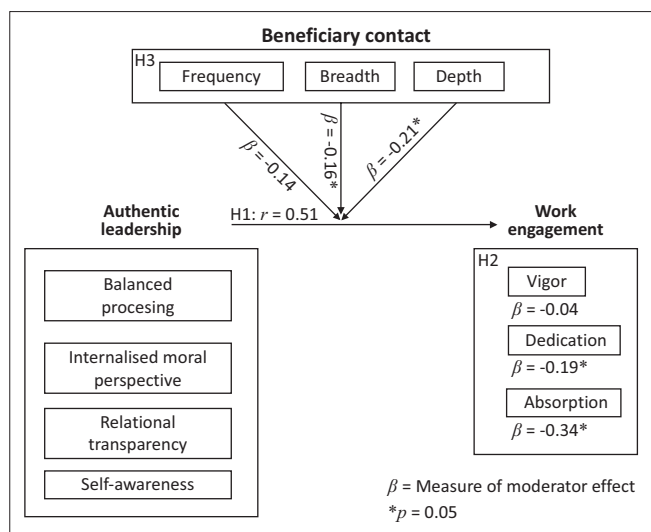 Beneficiary contact
H3
Frequency
Breadth
Depth
β = -0.14
β = -0.16*
β = -0.21*
Authentic
leadership
H1: r = 0.51
Work
engagement
Balanced
procesing
Internalised moral
perspective
Relational
transparency
Self-awareness
H2
Vigor
β = -0.04
Dedication
β = -0.19*
Absorption
β = -0.34*
β = Measure of moderator effect
*p = 0.05